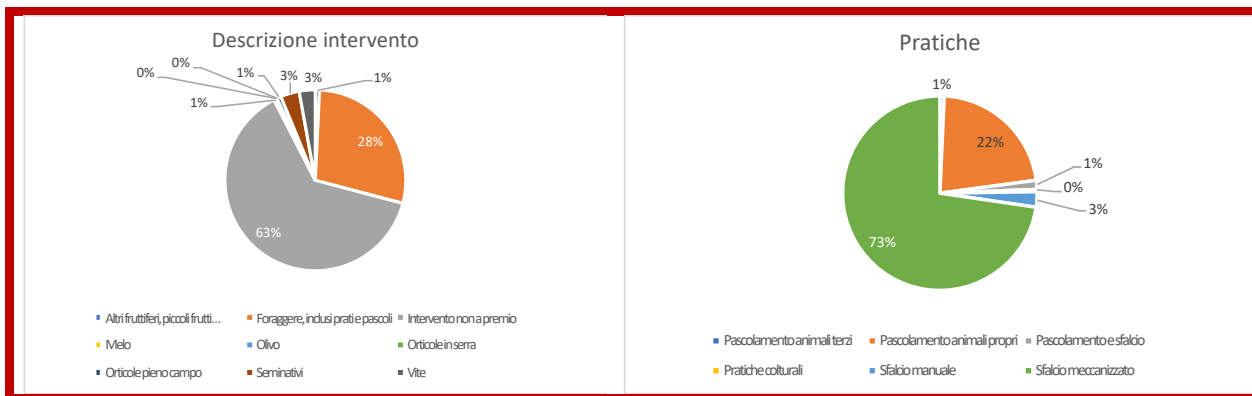 Descrizione intervento
0%
0%
1%
1%
3%
3%
1%
28%
63%
Altri fruttiferi, piccoli frutti...
Foraggere, inclusi prati e pascoli
Intervento non a premio
Melo
Olivo
Orticole in serra
Orticole pieno campo
Seminativi
Vite
Pratiche
1%
22%
1%
0%
3%
73%
Pascolamento animali terzi
Pascolamento animali propri
Pascolamento e sfalcio
Pratiche colturali
Sfalcio manuale
Sfalcio meccanizzato